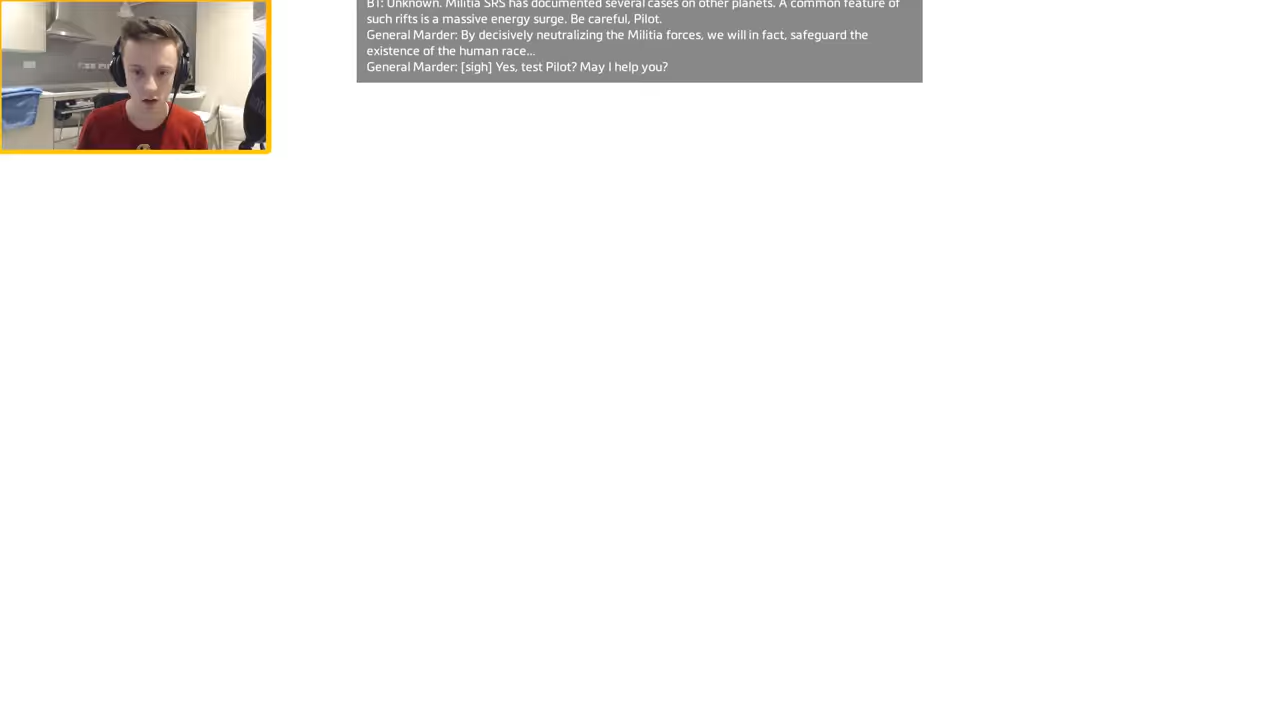 BT: Unknown. Militia SRS has documented several cases on other planets. A common feature of
such rifts is a massive energy surge. Be careful, Pilot.
General Marder: By decisively neutralizing the Militia forces, we will in fact, safeguard the
existence of the human race...
General Marder: [sigh] Yes, test Pilot? May I help you?